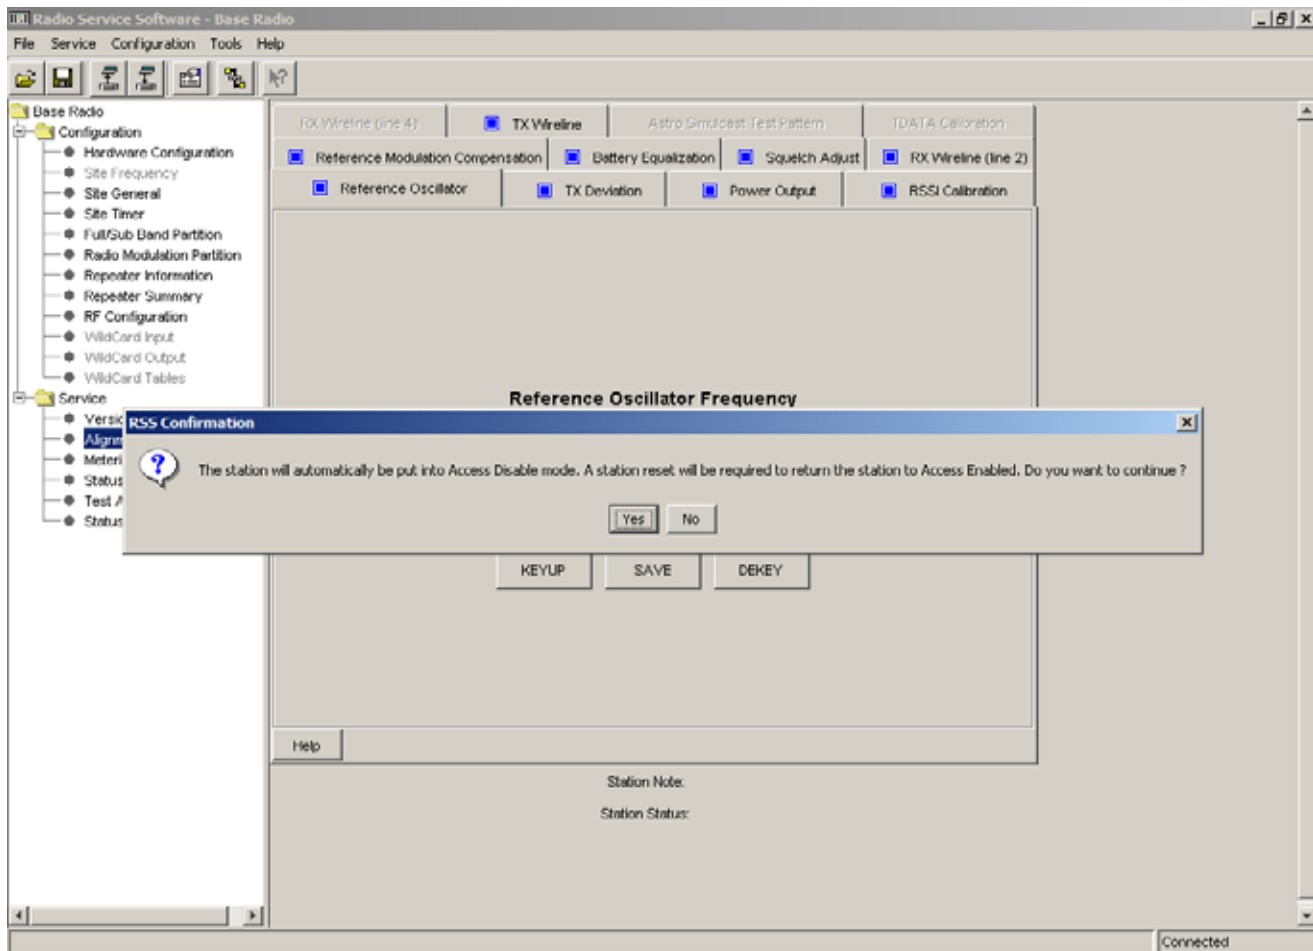 Radio Service Software - Base Radio
File Service Configuration Tools Help
Base Radio
Configuration
Hardware Configuration
Site Frequency
Site General
Site Timer
Full/Sub Band Partition
Radio Modulation Partition
Repeater Information
Repeater Summary
RF Configuration
WildCard Input
WildCard Output
WildCard Tables
Service
Versio
Alignm
Meteri
Status
Test A
Status
RX Wireline (line 4) TX Wireline Astro Simulcast Test Pattern TDATA Calibration
Reference Modulation Compensation Battery Equalization Squelch Adjust RX Wireline (line 2)
Reference Oscillator TX Deviation Power Output RSSI Calibration
Reference Oscillator Frequency
RSS Confirmation
The station will automatically be put into Access Disable mode. A station reset will be required to return the station to Access Enabled. Do you want to continue ?
Yes No
KEYUP SAVE DEKEY
Help
Station Note:
Station Status:
Connected